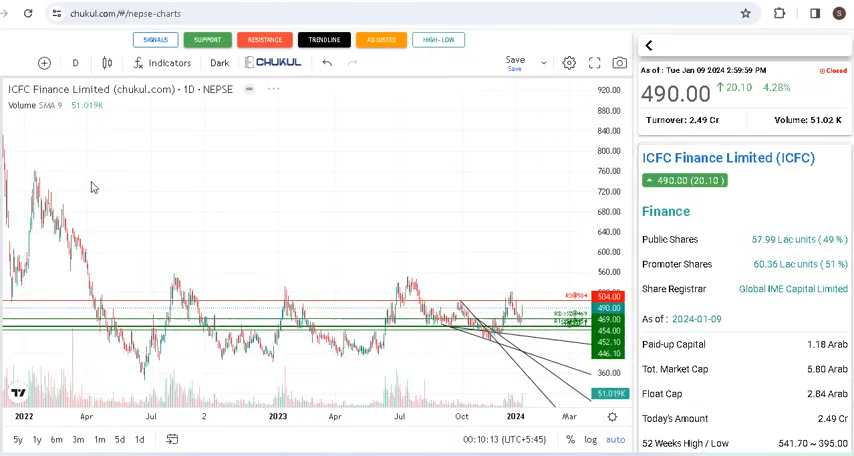 chukul.com/#/nepse-charts
S
SIGNALS SUPPORT RESISTANCE TRENDLINE ADJUSTED HIGH-LOW
D Indicators Dark CHUKUL Save
Save
ICFC Finance Limited (chukul.com) · 1D · NEPSE
Volume SMA 9 51.019K
920.00
880.00
840.00
800.00
760.00
720.00
680.00
640.00
600.00
560.00
R3@504 504.00
490.00
469.00
454.00
452.10
446.10
360.00
51.019K
2022 Apr Jul 2 2023 Apr Jul Oct 2024 Mar
5y 1y 6m 3m 1m 5d 1d 00:10:13 (UTC+5:45) % log auto
As of : Tue Jan 09 2024 2:59:59 PM Closed
490.00 20.10 4.28%
Turnover: 2.49 Cr Volume: 51.02 K
ICFC Finance Limited (ICFC)
490.00 (20.10 )
Finance
Public Shares 57.99 Lac units ( 49 % )
Promoter Shares 60.36 Lac units ( 51 %)
Share Registrar Global IME Capital Limited
As of : 2024-01-09
Paid-up Capital 1.18 Arab
Tot. Market Cap 5.80 Arab
Float Cap 2.84 Arab
Today's Amount 2.49 Cr
52 Weeks High / Low 541.70 ~ 395.00